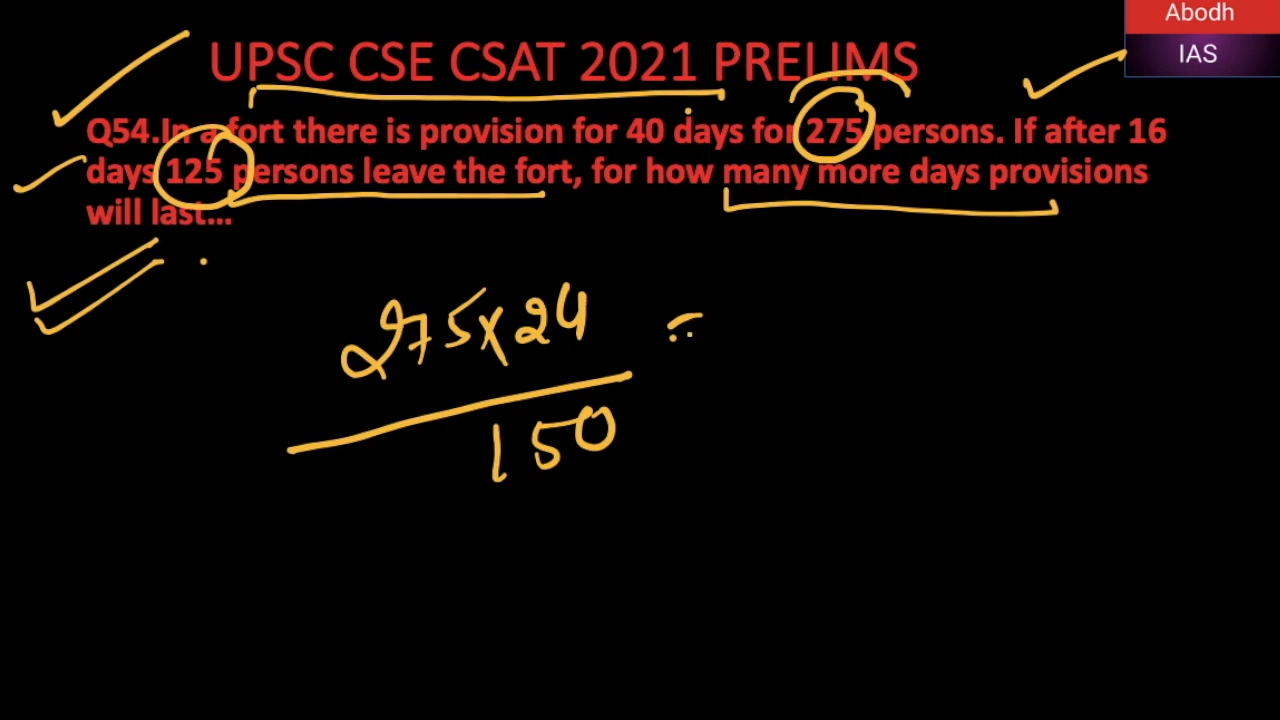 Abodh
IAS
UPSC CSE CSAT 2021 PRELIMS
Q54.In a fort there is provision for 40 days for 275 persons. If after 16
days 125 persons leave the fort, for how many more days provisions
will last...
275x24 =
150